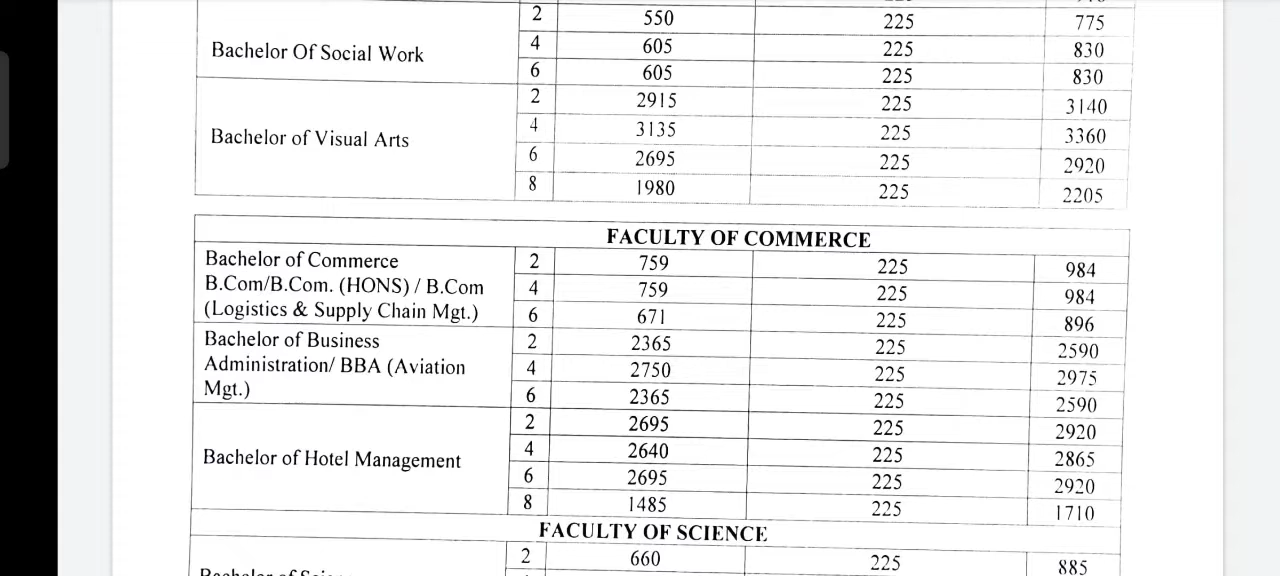 2 550 225 775
Bachelor Of Social Work 4 605 225 830
6 605 225 830
2 2915 225 3140
Bachelor of Visual Arts 4 3135 225 3360
6 2695 225 2920
8 1980 225 2205
FACULTY OF COMMERCE
Bachelor of Commerce 2 759 225 984
B.Com/B.Com. (HONS) / B.Com 4 759 225 984
(Logistics & Supply Chain Mgt.) 6 671 225 896
Bachelor of Business 2 2365 225 2590
Administration/ BBA (Aviation 4 2750 225 2975
Mgt.) 6 2365 225 2590
2 2695 225 2920
Bachelor of Hotel Management 4 2640 225 2865
6 2695 225 2920
8 1485 225 1710
FACULTY OF SCIENCE
2 660 225 885